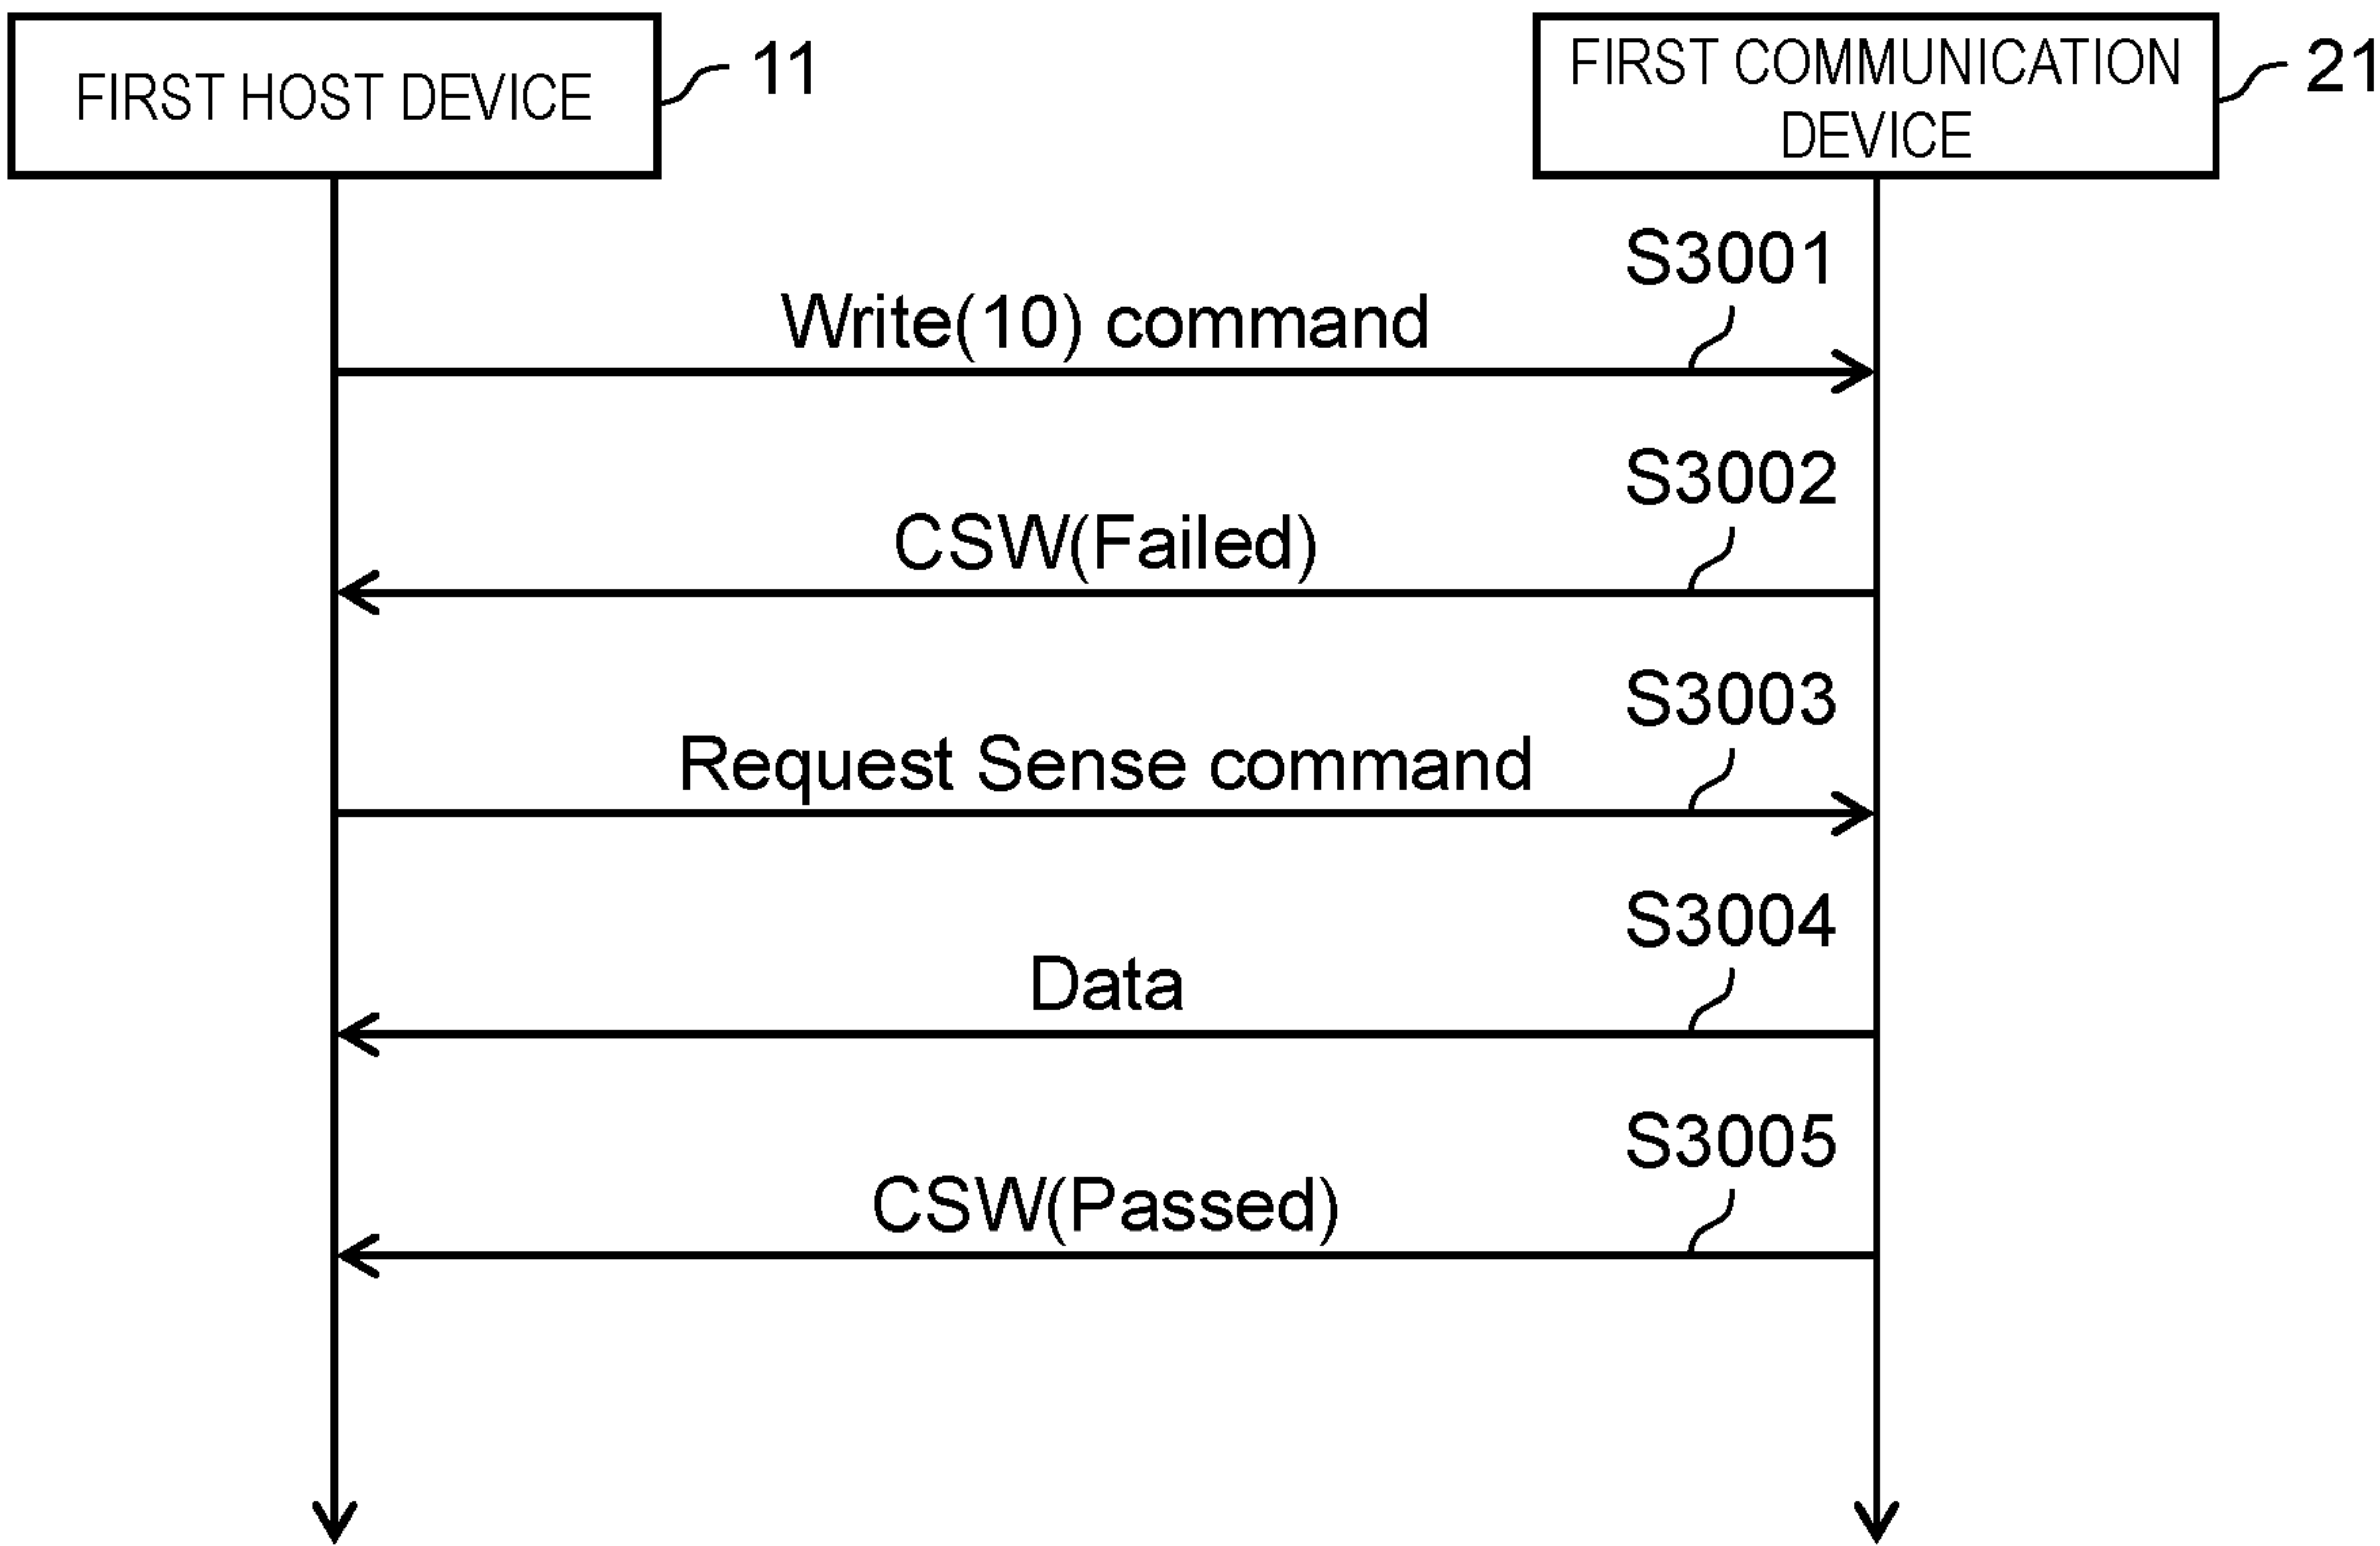 FIRST HOST DEVICE
11
FIRST COMMUNICATION
DEVICE
21
S3001
Write(10) command
S3002
CSW(Failed)
S3003
Request Sense command
S3004
Data
S3005
CSW(Passed)